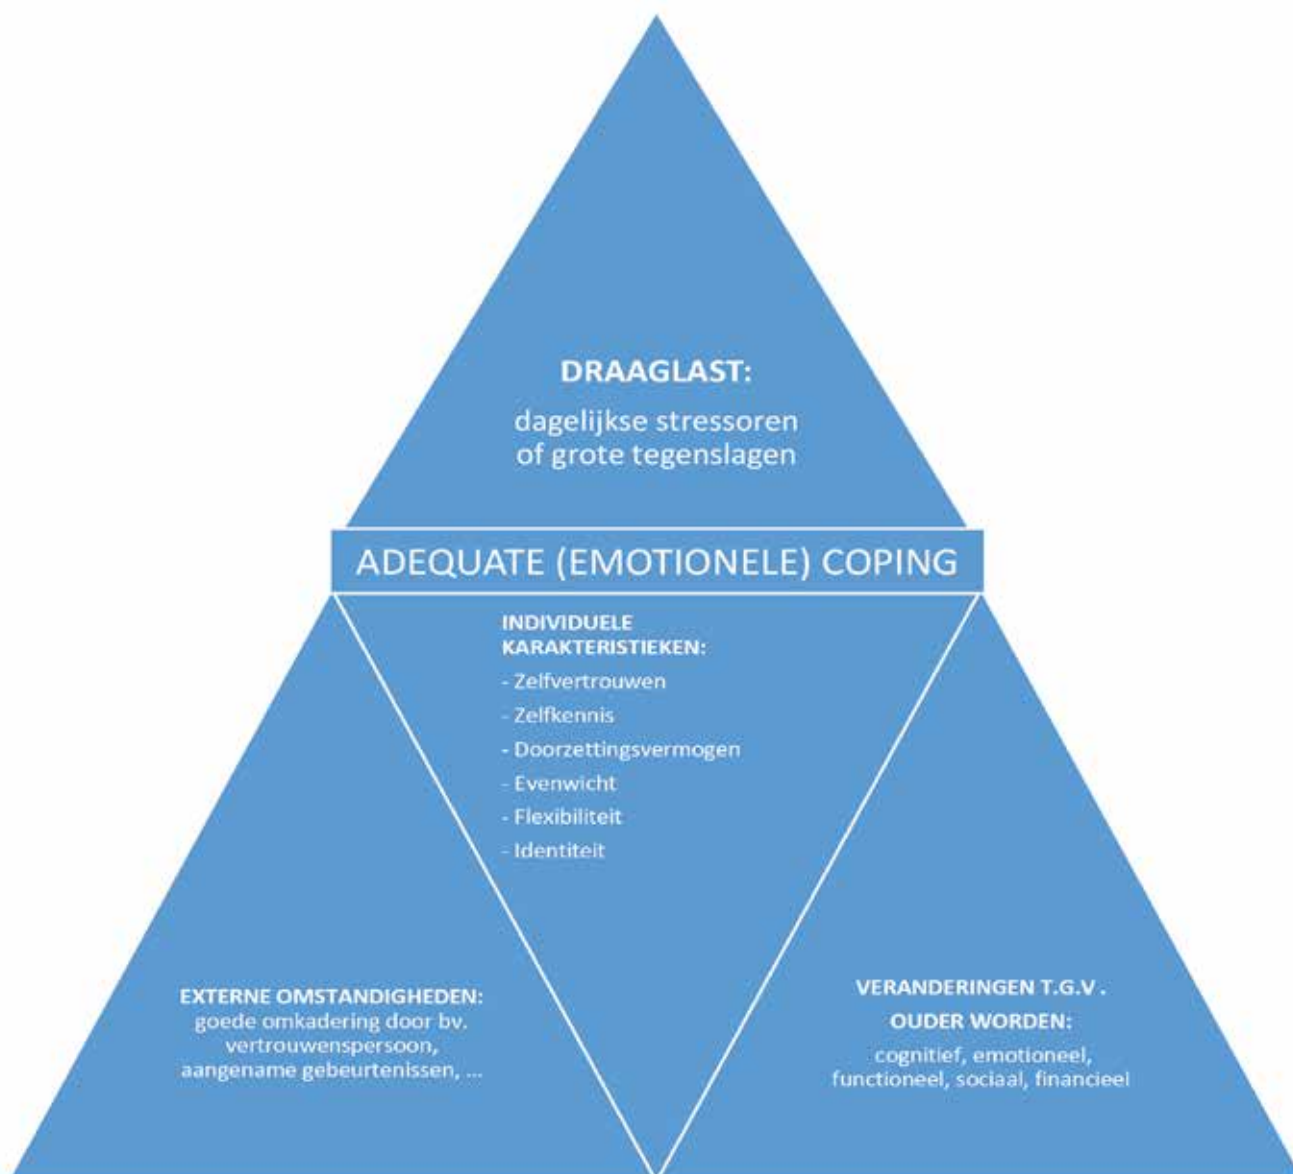 DRAAGLAST:
dagelijkse stressoren
of grote tegenslagen
ADEQUATE (EMOTIONELE) COPING
INDIVIDUELE
KARAKTERISTIEKEN:
- Zelfvertrouwen
- Zelfkennis
- Doorzettingsvermogen
- Evenwicht
- Flexibiliteit
- Identiteit
EXTERNE OMSTANDIGHEDEN:
goede omkadering door bv.
vertrouwenspersoon,
aangename gebeurtenissen, ...
VERANDERINGEN T.G.V .
OUDER WORDEN:
cognitief, emotioneel,
functioneel, sociaal, financieel